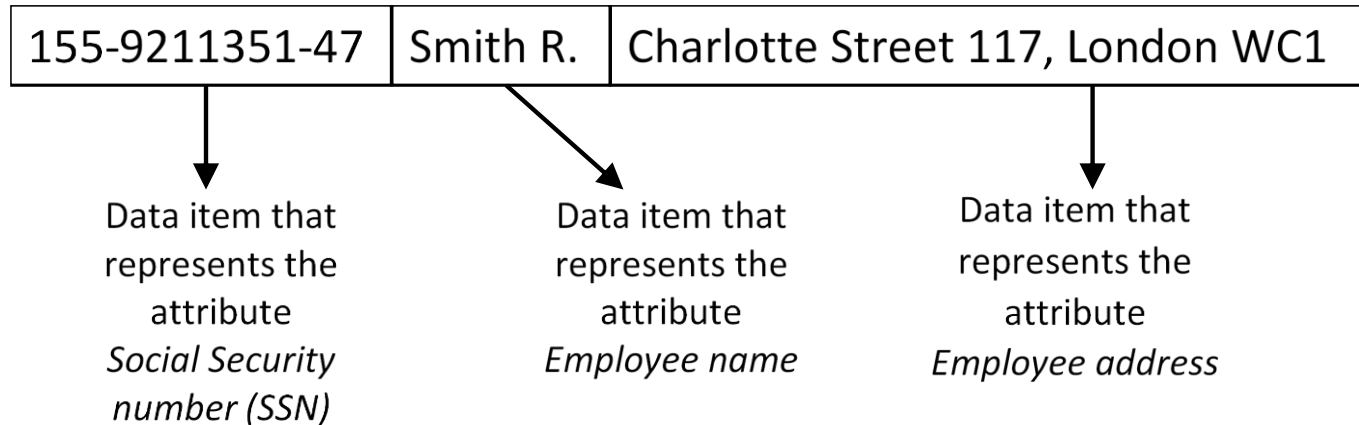 155-9211351-47 Smith R. Charlotte Street 117, London WC1
Data item that
represents the
attribute
Social Security
number (SSN)
Data item that
represents the
attribute
Employee name
Data item that
represents the
attribute
Employee address